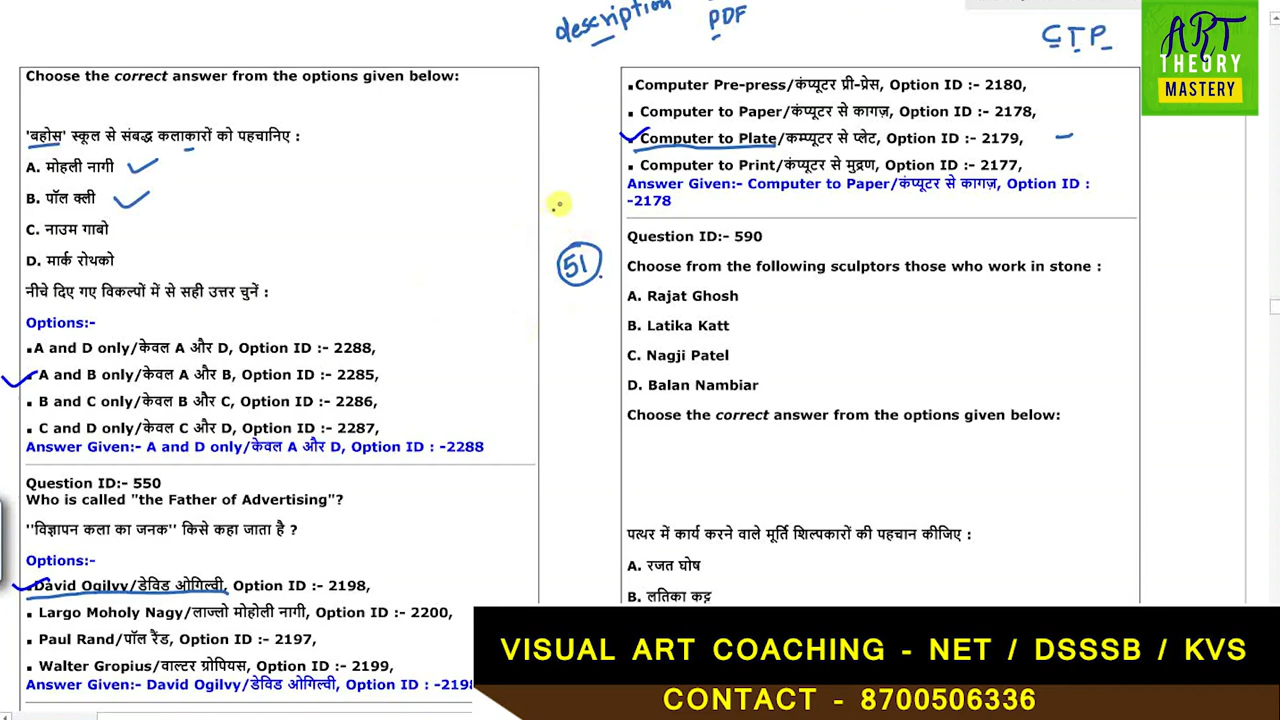 description
PDF
CTP
ART
THEORY
MASTERY
Choose the correct answer from the options given below:
'बहोस' स्कूल से संबद्ध कलाकारों को पहचानिए :
A. मोहली नागी
B. पॉल क्ली
C. नाउम गाबो
D. मार्क रोथको
नीचे दिए गए विकल्पों में से सही उत्तर चुनें :
Options:-
A and D only/केवल A और D, Option ID :- 2288,
A and B only/केवल A और B, Option ID :- 2285,
B and C only/केवल B और C, Option ID :- 2286,
C and D only/केवल C और D, Option ID :- 2287,
Answer Given:- A and D only/केवल A और D, Option ID : -2288
Question ID:- 550
Who is called "the Father of Advertising"?
''विज्ञापन कला का जनक'' किसे कहा जाता है ?
Options:-
David Ogilvy/डेविड ओगिल्वी, Option ID :- 2198,
Largo Moholy Nagy/लाज्लो मोहोली नागी, Option ID :- 2200,
Paul Rand/पॉल रैंड, Option ID :- 2197,
Walter Gropius/वाल्टर ग्रोपियस, Option ID :- 2199,
Answer Given:- David Ogilvy/डेविड ओगिल्वी, Option ID : -2198
Computer Pre-press/कंप्यूटर प्री-प्रेस, Option ID :- 2180,
Computer to Paper/कंप्यूटर से कागज़, Option ID :- 2178,
Computer to Plate/कम्प्यूटर से प्लेट, Option ID :- 2179,
Computer to Print/कंप्यूटर से मुद्रण, Option ID :- 2177,
Answer Given:- Computer to Paper/कंप्यूटर से कागज़, Option ID :
-2178
51.
Question ID:- 590
Choose from the following sculptors those who work in stone :
A. Rajat Ghosh
B. Latika Katt
C. Nagji Patel
D. Balan Nambiar
Choose the correct answer from the options given below:
पत्थर में कार्य करने वाले मूर्ति शिल्पकारों की पहचान कीजिए :
A. रजत घोष
B. लतिका कट्ट
VISUAL ART COACHING - NET / DSSSB / KVS
CONTACT - 8700506336